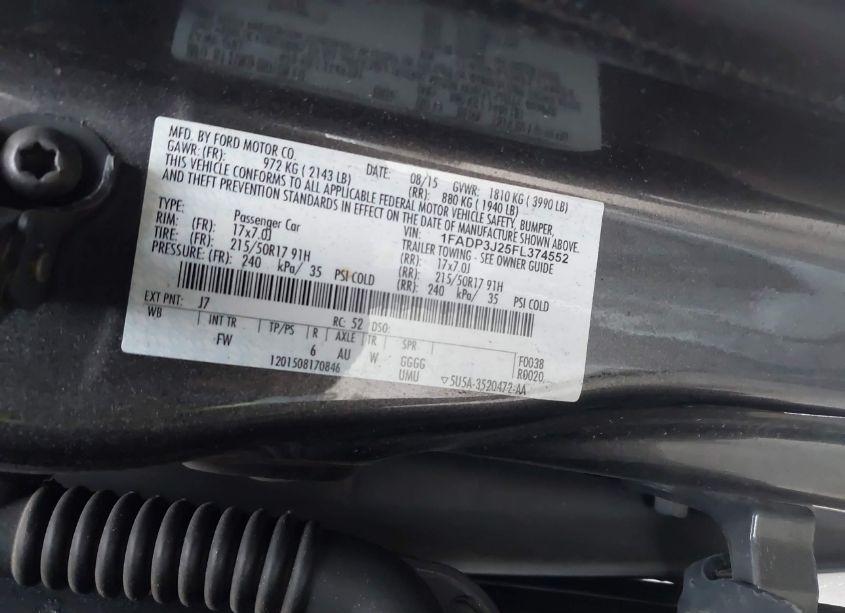 MFD. BY FORD MOTOR CO.
DATE: 08/15 GVWR: 1810 KG ( 3990 LB)
GAWR: (FR): 972 KG ( 2143 LB) (RR): 880 KG ( 1940 LB)
THIS VEHICLE CONFORMS TO ALL APPLICABLE FEDERAL MOTOR VEHICLE SAFETY, BUMPER,
AND THEFT PREVENTION STANDARDS IN EFFECT ON THE DATE OF MANUFACTURE SHOWN ABOVE.
VIN: 1FADP3J25FL374552
TYPE: Passenger Car TRAILER TOWING - SEE OWNER GUIDE
RIM: (FR): 17x7.0J (RR): 17x7.0J
TIRE: (FR): 215/50R17 91H (RR): 215/50R17 91H
PRESSURE: (FR): 240 kPa/ 35 PSI COLD (RR): 240 kPa/ 35 PSI COLD
EXT PNT: J7 RC: 52 DSO:
WB INT TR TP/PS R AXLE TR SPR
FW 6 AU W GGGG F0038
1201508170846 UMU R0020
▽5U5A-3520472-AA